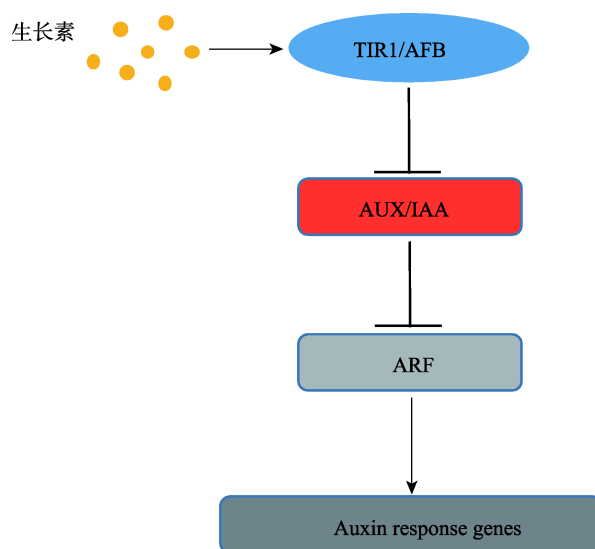 生长素
TIR1/AFB
AUX/IAA
ARF
Auxin response genes